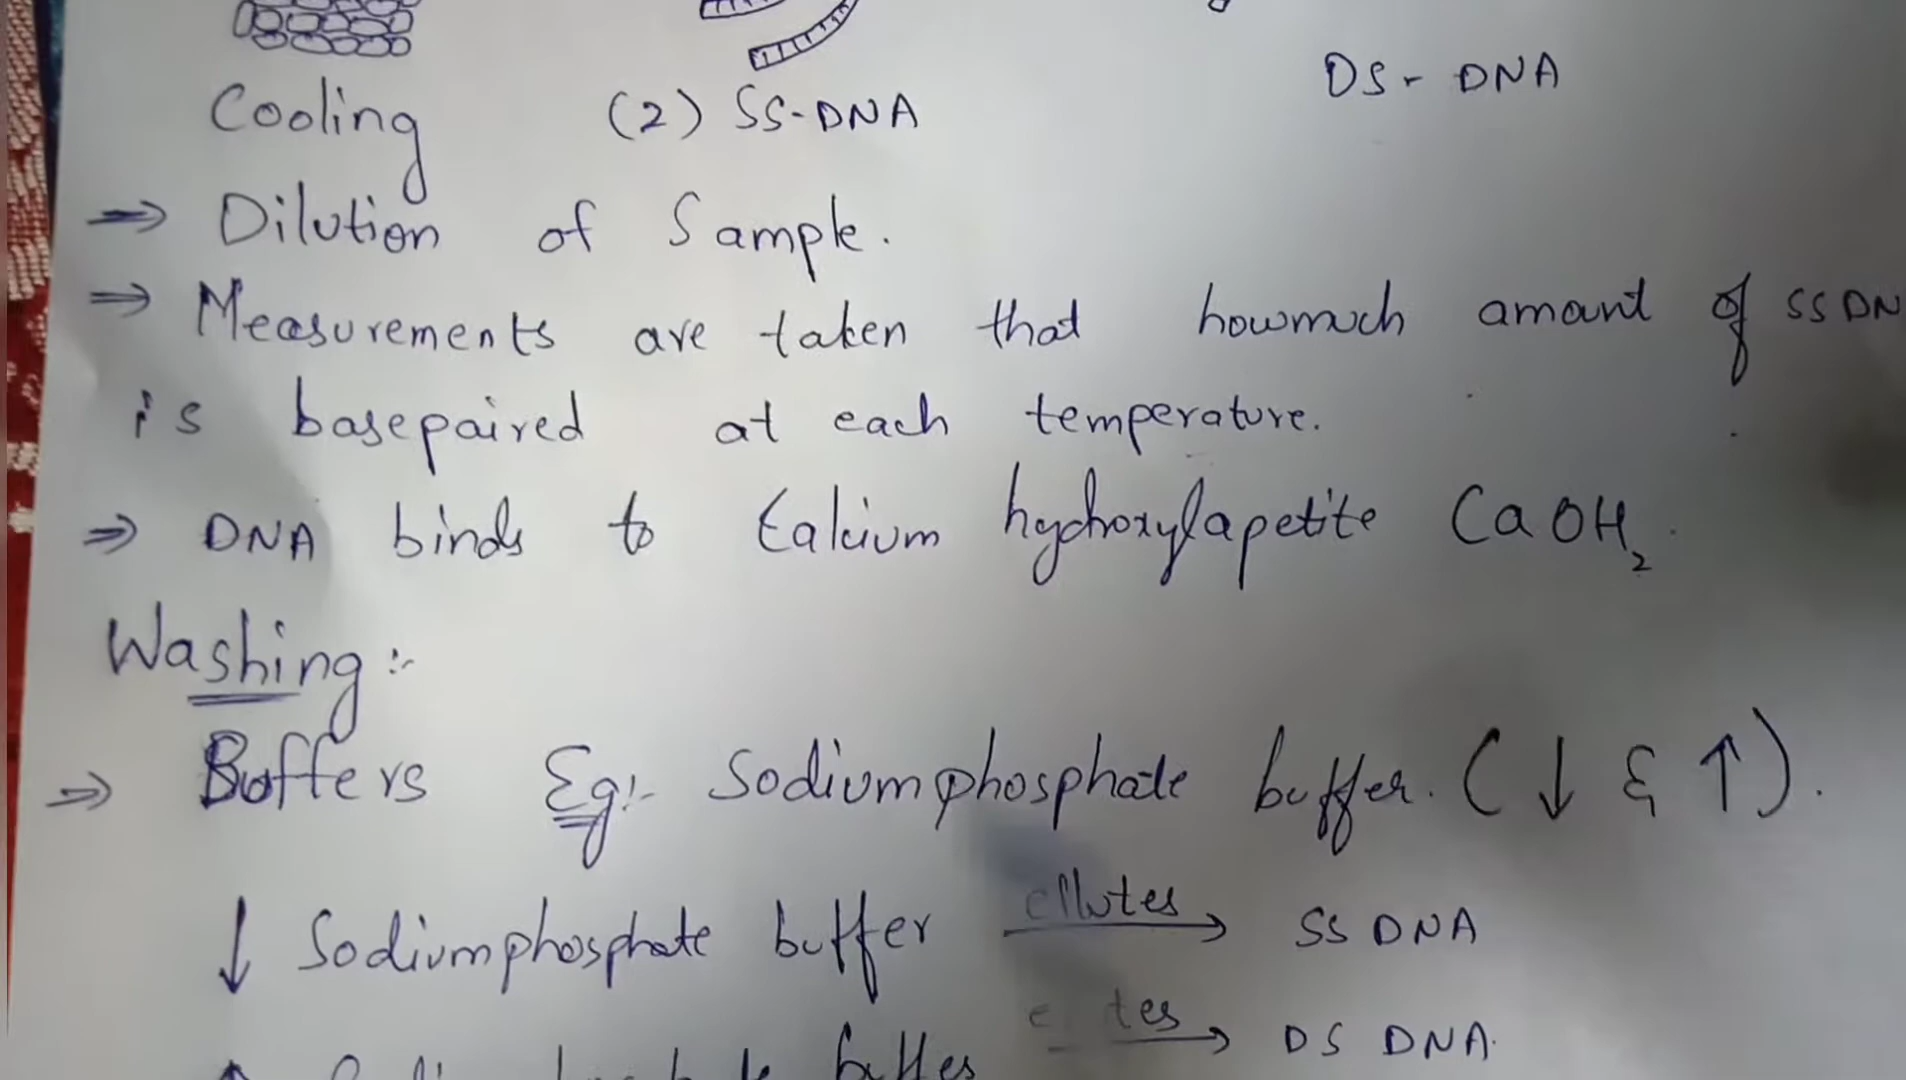 DS- DNA
Cooling (2) SS-DNA
⇒ Dilution of Sample.
⇒ Measurements are taken that howmuch amount of SS DN
is basepaired at each temperature.
⇒ DNA binds to Calcium hydroxylapetite CaOH₂.
Washing:-
⇒ Buffers Eg:- Sodiumphosphate buffer. (↓ & ↑).
↓ Sodiumphosphate buffer ellutes → SS DNA
buffer → DS DNA.